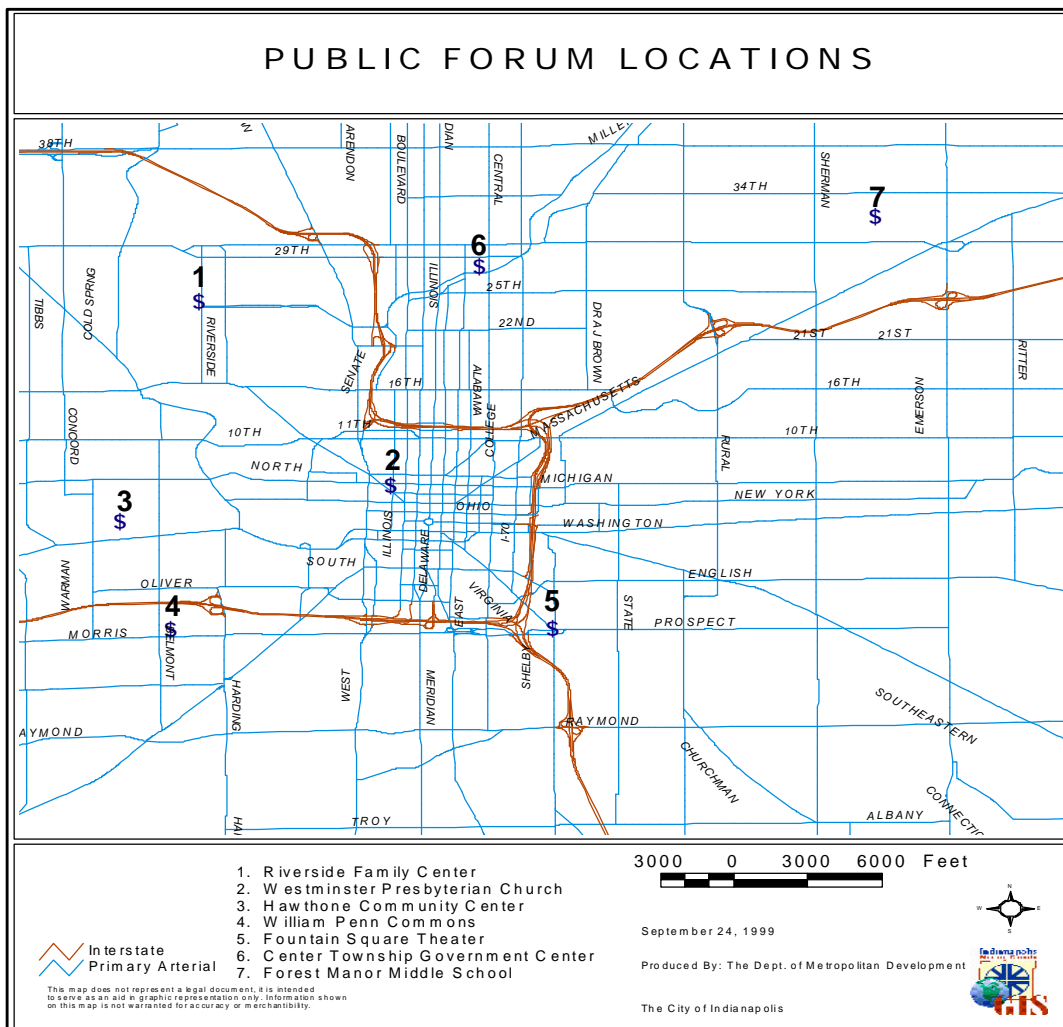 PUBLIC FORUM LOCATIONS
38TH
ARENDON
BOULEVARD
DIAN
CENTRAL
MILLE
SHERMAN
34TH
7
$
6
$
29TH
1
$
ILLINOIS
25TH
COLD SPRNG
TIBBS
RIVERSIDE
22ND
DR A J BROWN
21ST
21ST
RITTER
SENATE
16TH
ALABAMA
MASSACHUSETTS
16TH
EMERSON
CONCORD
10TH
11TH
COLLEGE
10TH
RURAL
NORTH
2
$
MICHIGAN
NEW YORK
3
$
OHIO
ILLINOIS
I-70
WASHINGTON
DELAWARE
SOUTH
WARMAN
OLIVER
ENGLISH
VIRGINIA
EAST
4
$
5
$
STATE
PROSPECT
MORRIS
BELMONT
SHELBY
HARDING
WEST
MERIDIAN
AYMOND
RAYMOND
SOUTHEASTERN
CHURCHMAN
CONNECTIO
HA
TROY
ALBANY
1. Riverside Family Center
2. Westminster Presbyterian Church
3. Hawthone Community Center
4. William Penn Commons
5. Fountain Square Theater
6. Center Township Government Center
7. Forest Manor Middle School
Interstate
Primary Arterial
This map does not represent a legal document, it is intended
to serve as an aid in graphic representation only. Information shown
on this map is not warranted for accuracy or merchantibility.
3000 0 3000 6000 Feet
N
W E
S
September 24, 1999
Produced By: The Dept. of Metropolitan Development
The City of Indianapolis
Indianapolis
GIS